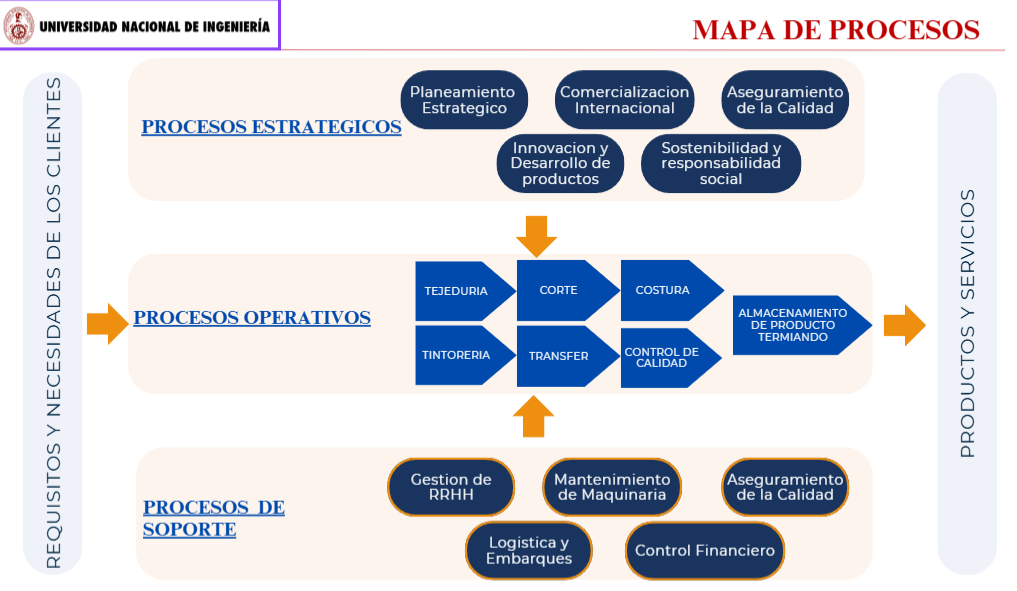 UNIVERSIDAD NACIONAL DE INGENIERÍA
MAPA DE PROCESOS
REQUISITOS Y NECESIDADES DE LOS CLIENTES
PROCESOS ESTRATEGICOS
Planeamiento
Estrategico
Comercializacion
Internacional
Aseguramiento
de la Calidad
Innovacion y
Desarrollo de
productos
Sostenibilidad y
responsabilidad
social
PROCESOS OPERATIVOS
TEJEDURIA
CORTE
COSTURA
TINTORERIA
TRANSFER
CONTROL DE
CALIDAD
ALMACENAMIENTO
DE PRODUCTO
TERMIANDO
PROCESOS DE
SOPORTE
Gestion de
RRHH
Mantenimiento
de Maquinaria
Aseguramiento
de la Calidad
Logistica y
Embarques
Control Financiero
PRODUCTOS Y SERVICIOS